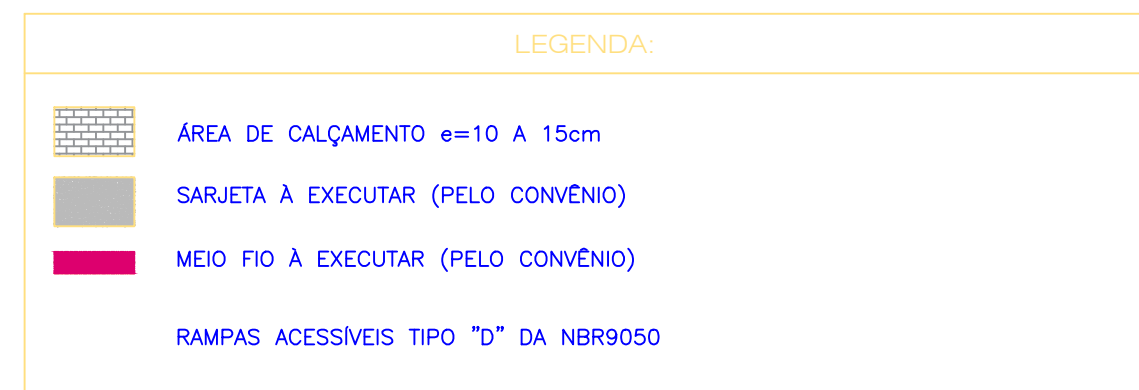 LEGENDA:
ÁREA DE CALÇAMENTO e=10 A 15cm
SARJETA À EXECUTAR (PELO CONVÊNIO)
MEIO FIO À EXECUTAR (PELO CONVÊNIO)
RAMPAS ACESSÍVEIS TIPO "D" DA NBR9050